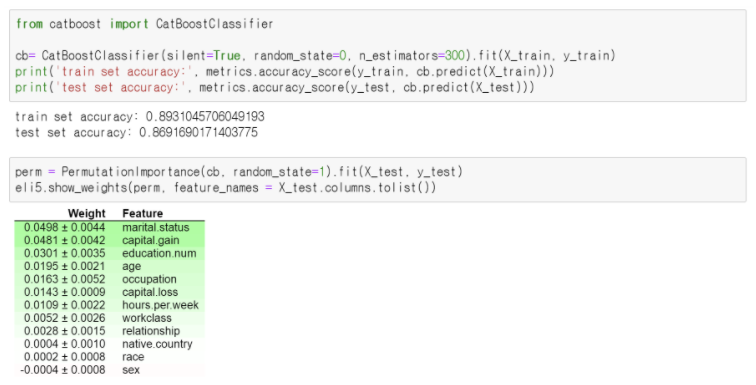 from catboost import CatBoostClassifier
cb= CatBoostClassifier(silent=True, random_state=0, n_estimators=300).fit(X_train, y_train)
print('train set accuracy:', metrics.accuracy_score(y_train, cb.predict(X_train)))
print('test set accuracy:', metrics.accuracy_score(y_test, cb.predict(X_test)))
train set accuracy: 0.8931045706049193
test set accuracy: 0.8691690171403775
perm = PermutationImportance(cb, random_state=1).fit(X_test, y_test)
eli5.show_weights(perm, feature_names = X_test.columns.tolist())
Weight Feature
0.0498 ± 0.0044 marital.status
0.0481 ± 0.0042 capital.gain
0.0301 ± 0.0035 education.num
0.0195 ± 0.0021 age
0.0163 ± 0.0052 occupation
0.0143 ± 0.0009 capital.loss
0.0109 ± 0.0022 hours.per.week
0.0052 ± 0.0026 workclass
0.0028 ± 0.0015 relationship
0.0004 ± 0.0010 native.country
0.0002 ± 0.0008 race
-0.0004 ± 0.0008 sex